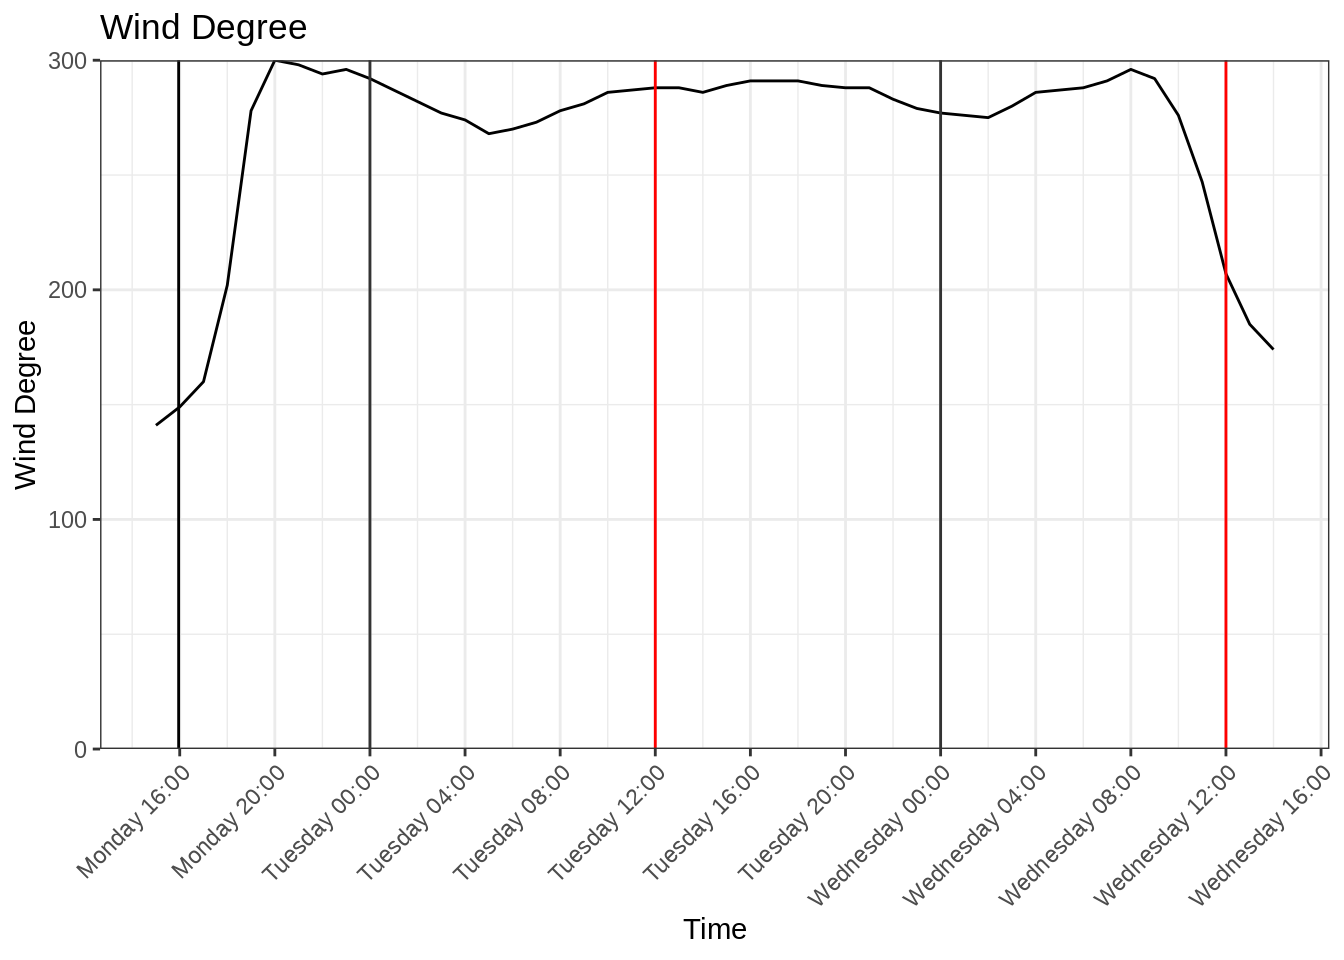 Wind Degree
Wind Degree
300
200
100
0
Monday 16:00
Monday 20:00
Tuesday 00:00
Tuesday 04:00
Tuesday 08:00
Tuesday 12:00
Tuesday 16:00
Tuesday 20:00
Wednesday 00:00
Wednesday 04:00
Wednesday 08:00
Wednesday 12:00
Wednesday 16:00
Time